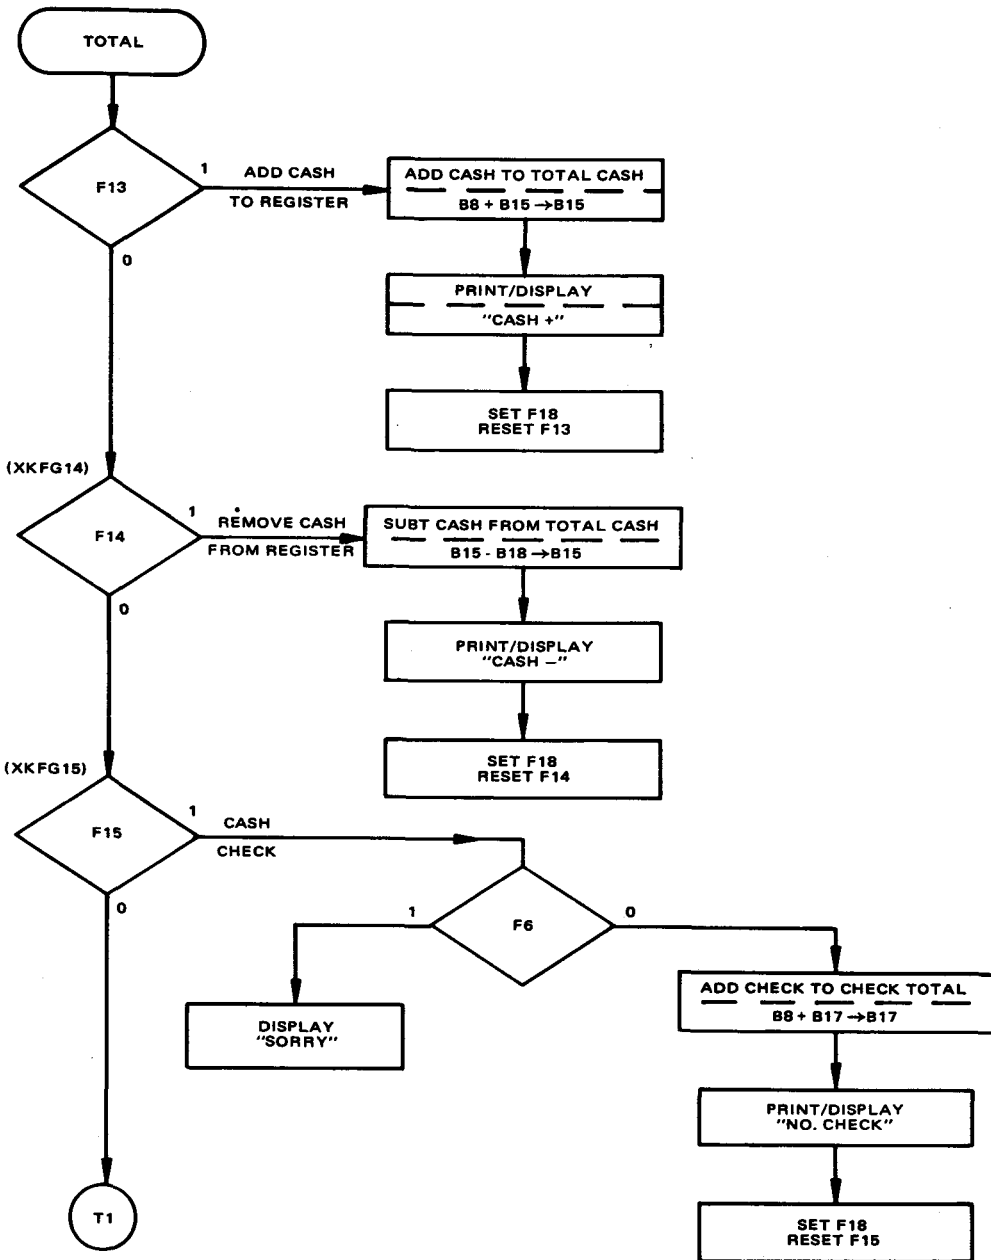 TOTAL
F13
1
ADD CASH
TO REGISTER
0
ADD CASH TO TOTAL CASH
B8 + B15 → B15
PRINT/DISPLAY
"CASH +"
SET F18
RESET F13
(XKFG14)
F14
1
REMOVE CASH
FROM REGISTER
0
SUBT CASH FROM TOTAL CASH
B15 - B18 → B15
PRINT/DISPLAY
"CASH –"
SET F18
RESET F14
(XKFG15)
F15
1
CASH
CHECK
0
F6
1
0
DISPLAY
"SORRY"
ADD CHECK TO CHECK TOTAL
B8 + B17 → B17
PRINT/DISPLAY
"NO. CHECK"
SET F18
RESET F15
T1